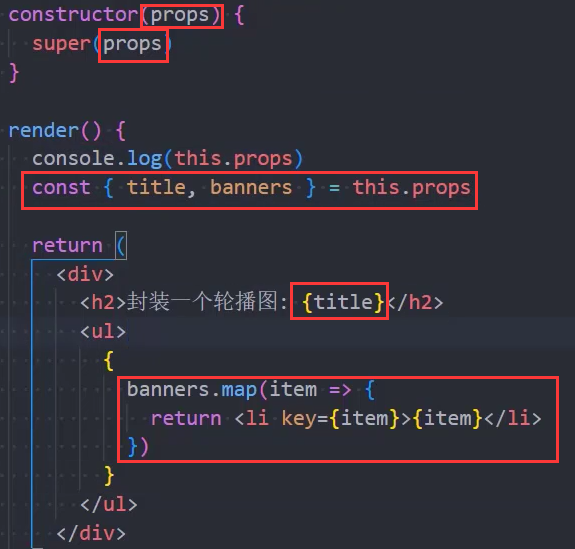 constructor(props) {
super(props)
}
render() {
console.log(this.props)
const { title, banners } = this.props
return (
<div>
<h2>封装一个轮播图: {title}</h2>
<ul>
{
banners.map(item => {
return <li key={item}>{item}</li>
})
}
</ul>
</div>